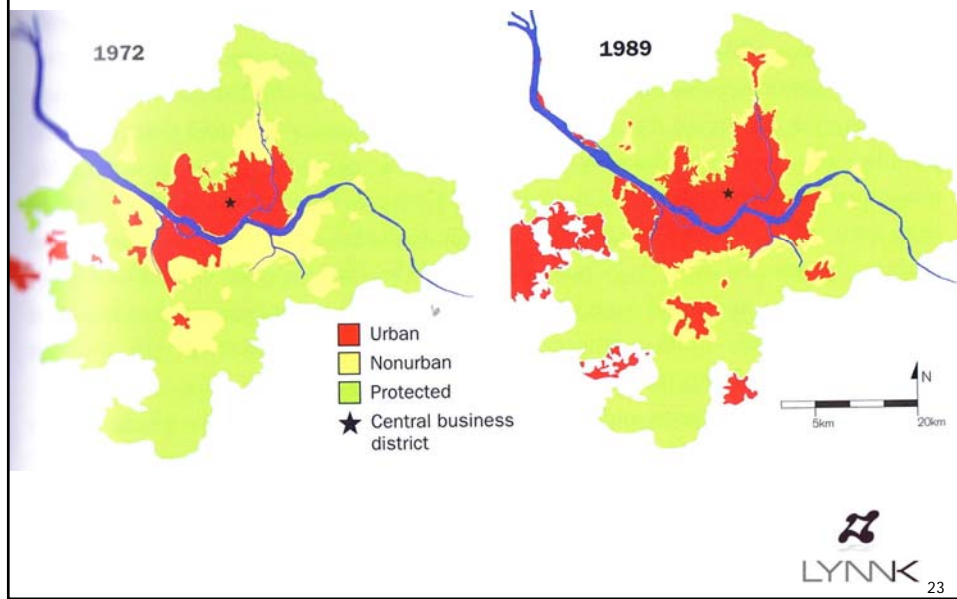 1972
1989
Urban
Nonurban
Protected
Central business
district
N
5km
20km
LYNNK
23